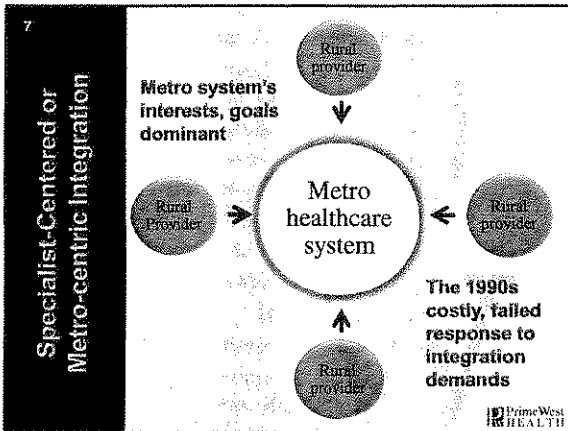 7
Specialist-Centered or
Metro-centric Integration
Rural
provider
Metro system's
interests, goals
dominant
Rural
Provider
Metro
healthcare
system
Rural
provider
The 1990s
costly, failed
response to
integration
demands
Rural
provider
PrimeWest
HEALTH